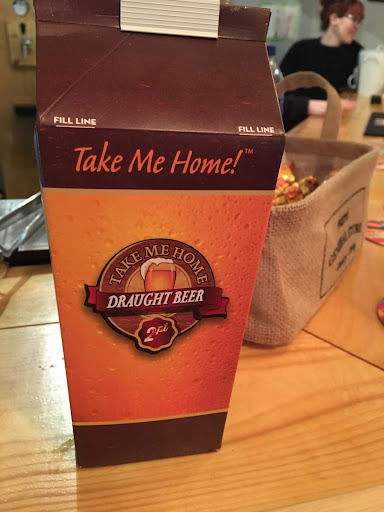 FILL LINE
FILL LINE
Take Me Home!™
TAKE ME HOME
DRAUGHT BEER
2pt